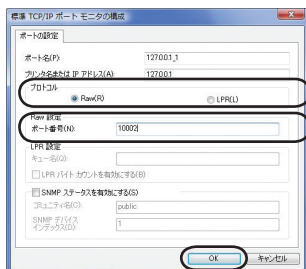 標準 TCP/IP ポート モニタの構成
ポートの設定
ポート名(P): 127.0.0.1_1
プリンタ名または IP アドレス(A): 127.0.0.1
プロトコル
Raw(R) LPR(L)
Raw 設定
ポート番号(N): 10002
LPR 設定
キュー名(Q):
LPR バイト カウントを有効にする(B)
SNMP ステータスを有効にする(S)
コミュニティ名(C): public
SNMP デバイス
インデックス(D): 1
OK キャンセル